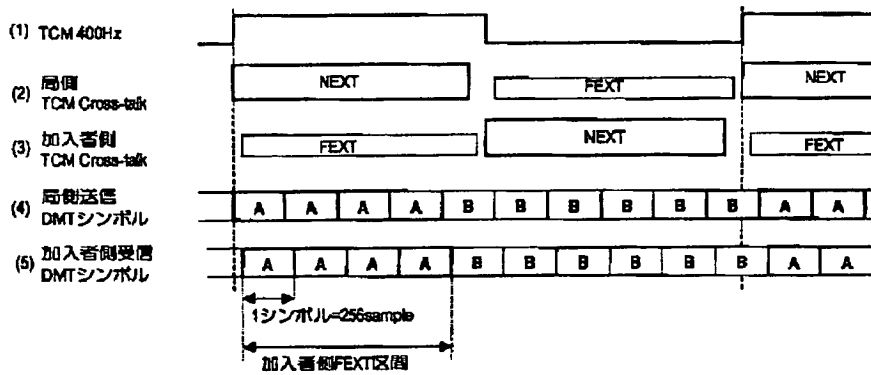 (1) TCM 400Hz
(2) 局側 TCM Cross-talk NEXT FEXT NEXT
(3) 加入者側 TCM Cross-talk FEXT NEXT FEXT
(4) 局側送信 DMTシンボル A A A A B B B B B B A A
(5) 加入者側受信 DMTシンボル A A A A B B B B B B A A
1シンボル=256sample
加入者側FEXT区間